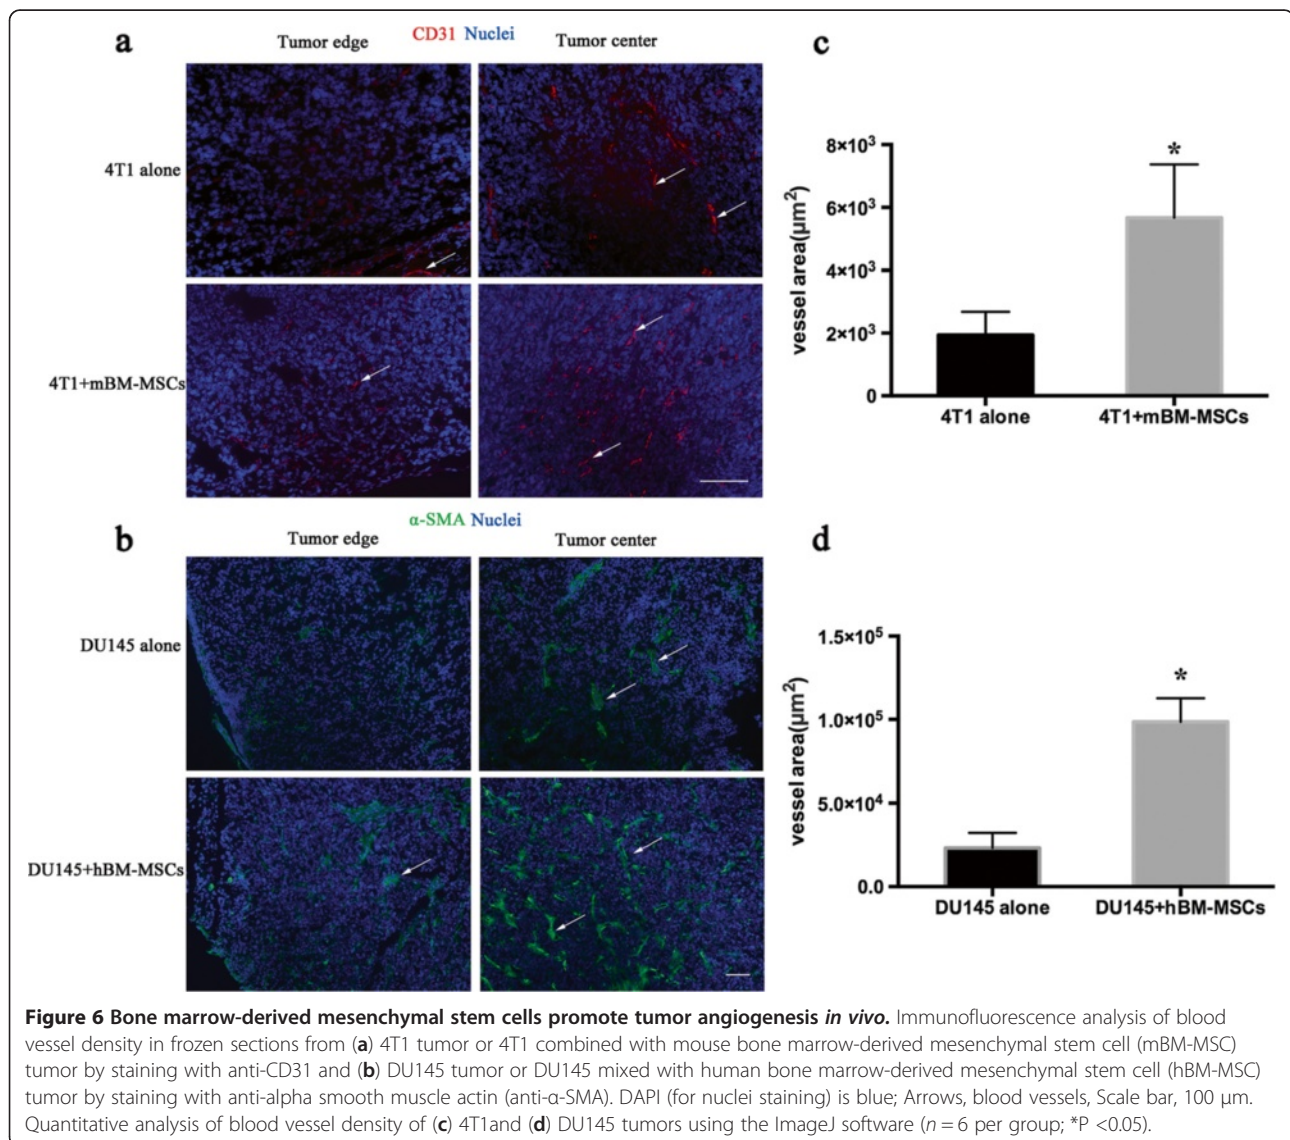 a
CD31 Nuclei
Tumor edge
Tumor center
4T1 alone
4T1+mBM-MSCs
b
α-SMA Nuclei
Tumor edge
Tumor center
DU145 alone
DU145+hBM-MSCs
c
vessel area(µm²)
8×10³
6×10³
4×10³
2×10³
0
*
4T1 alone
4T1+mBM-MSCs
d
vessel area(µm²)
1.5×10⁵
1.0×10⁵
5.0×10⁴
0.0
*
DU145 alone
DU145+hBM-MSCs
Figure 6 Bone marrow-derived mesenchymal stem cells promote tumor angiogenesis in vivo. Immunofluorescence analysis of blood
vessel density in frozen sections from (a) 4T1 tumor or 4T1 combined with mouse bone marrow-derived mesenchymal stem cell (mBM-MSC)
tumor by staining with anti-CD31 and (b) DU145 tumor or DU145 mixed with human bone marrow-derived mesenchymal stem cell (hBM-MSC)
tumor by staining with anti-alpha smooth muscle actin (anti-α-SMA). DAPI (for nuclei staining) is blue; Arrows, blood vessels, Scale bar, 100 µm.
Quantitative analysis of blood vessel density of (c) 4T1and (d) DU145 tumors using the ImageJ software (n = 6 per group; *P <0.05).